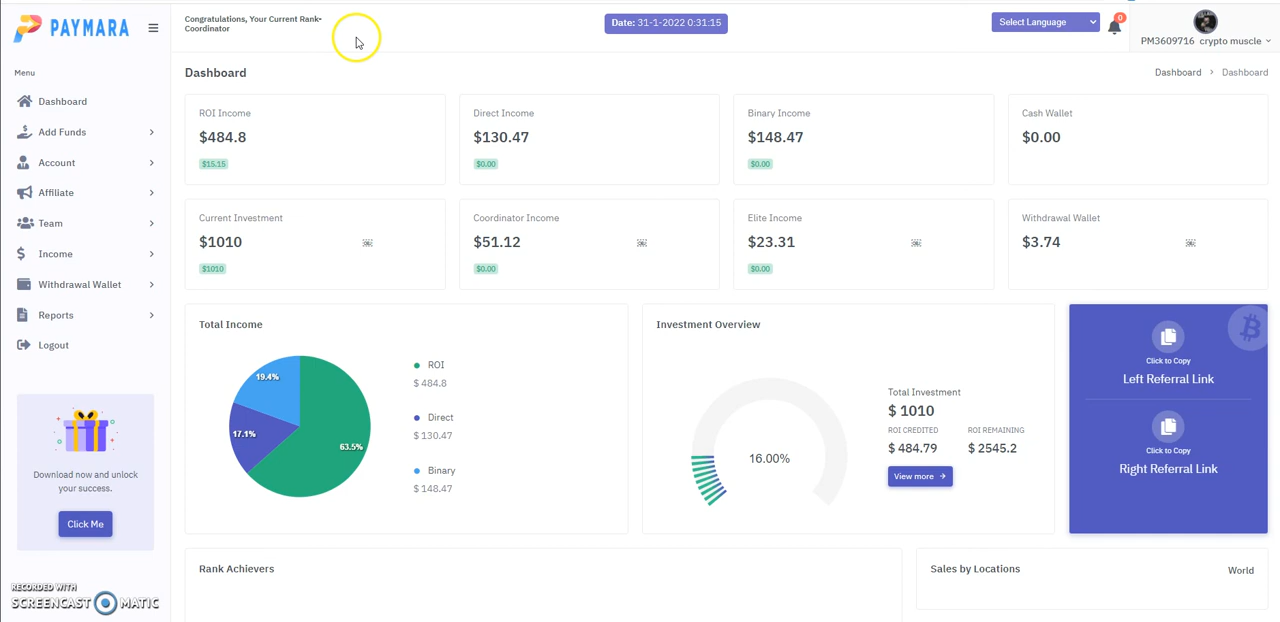 PAYMARA
Congratulations, Your Current Rank-
Coordinator
Date: 31-1-2022 0:31:15
Select Language
0
PM3609716 crypto muscle
Menu
Dashboard
Add Funds
Account
Affiliate
Team
Income
Withdrawal Wallet
Reports
Logout
Download now and unlock
your success.
Click Me
RECORDED WITH
SCREENCAST MATIC
Dashboard
Dashboard > Dashboard
ROI Income
$484.8
$15.15
Direct Income
$130.47
$0.00
Binary Income
$148.47
$0.00
Cash Wallet
$0.00
Current Investment
$1010
$1010
Coordinator Income
$51.12
$0.00
Elite Income
$23.31
$0.00
Withdrawal Wallet
$3.74
Total Income
19.4%
17.1%
63.5%
ROI
$ 484.8
Direct
$ 130.47
Binary
$ 148.47
Investment Overview
16.00%
Total Investment
$ 1010
ROI CREDITED
$ 484.79
ROI REMAINING
$ 2545.2
View more →
Click to Copy
Left Referral Link
Click to Copy
Right Referral Link
Rank Achievers
Sales by Locations
World